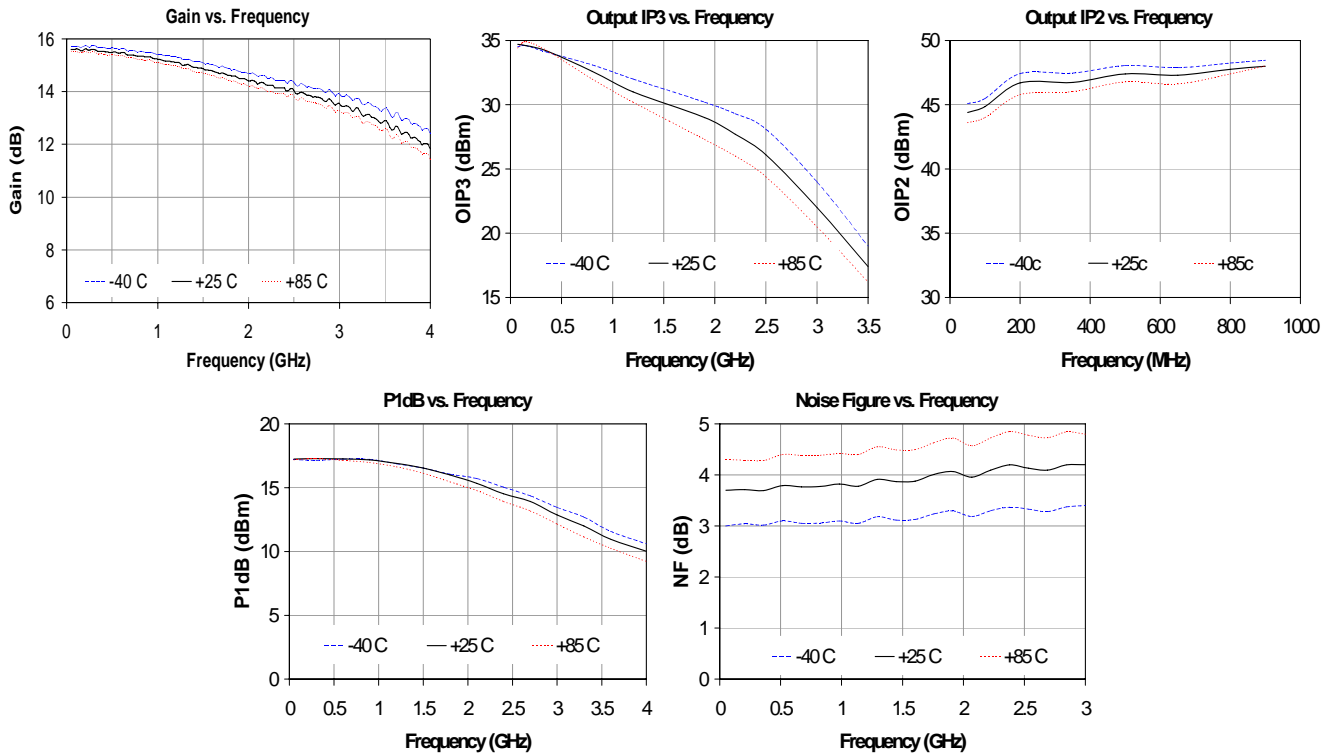 Gain vs. Frequency
16
14
12
10
8
6
Gain (dB)
-40 C +25 C +85 C
0 1 2 3 4
Frequency (GHz)
Output IP3 vs. Frequency
35
30
25
20
15
OIP3 (dBm)
-40 C +25 C +85 C
0 0.5 1 1.5 2 2.5 3 3.5
Frequency (GHz)
Output IP2 vs. Frequency
50
45
40
35
30
OIP2 (dBm)
-40c +25c +85c
0 200 400 600 800 1000
Frequency (MHz)
P1dB vs. Frequency
20
15
10
5
0
P1dB (dBm)
-40 C +25 C +85 C
0 0.5 1 1.5 2 2.5 3 3.5 4
Frequency (GHz)
Noise Figure vs. Frequency
5
4
3
2
1
0
NF (dB)
-40 C +25 C +85 C
0 0.5 1 1.5 2 2.5 3
Frequency (GHz)